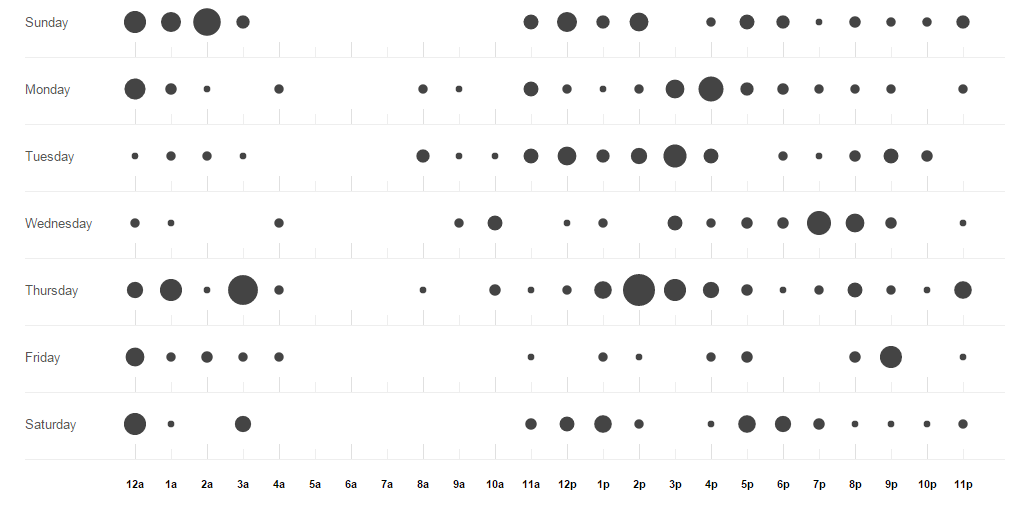 Sunday
Monday
Tuesday
Wednesday
Thursday
Friday
Saturday
12a 1a 2a 3a 4a 5a 6a 7a 8a 9a 10a 11a 12p 1p 2p 3p 4p 5p 6p 7p 8p 9p 10p 11p